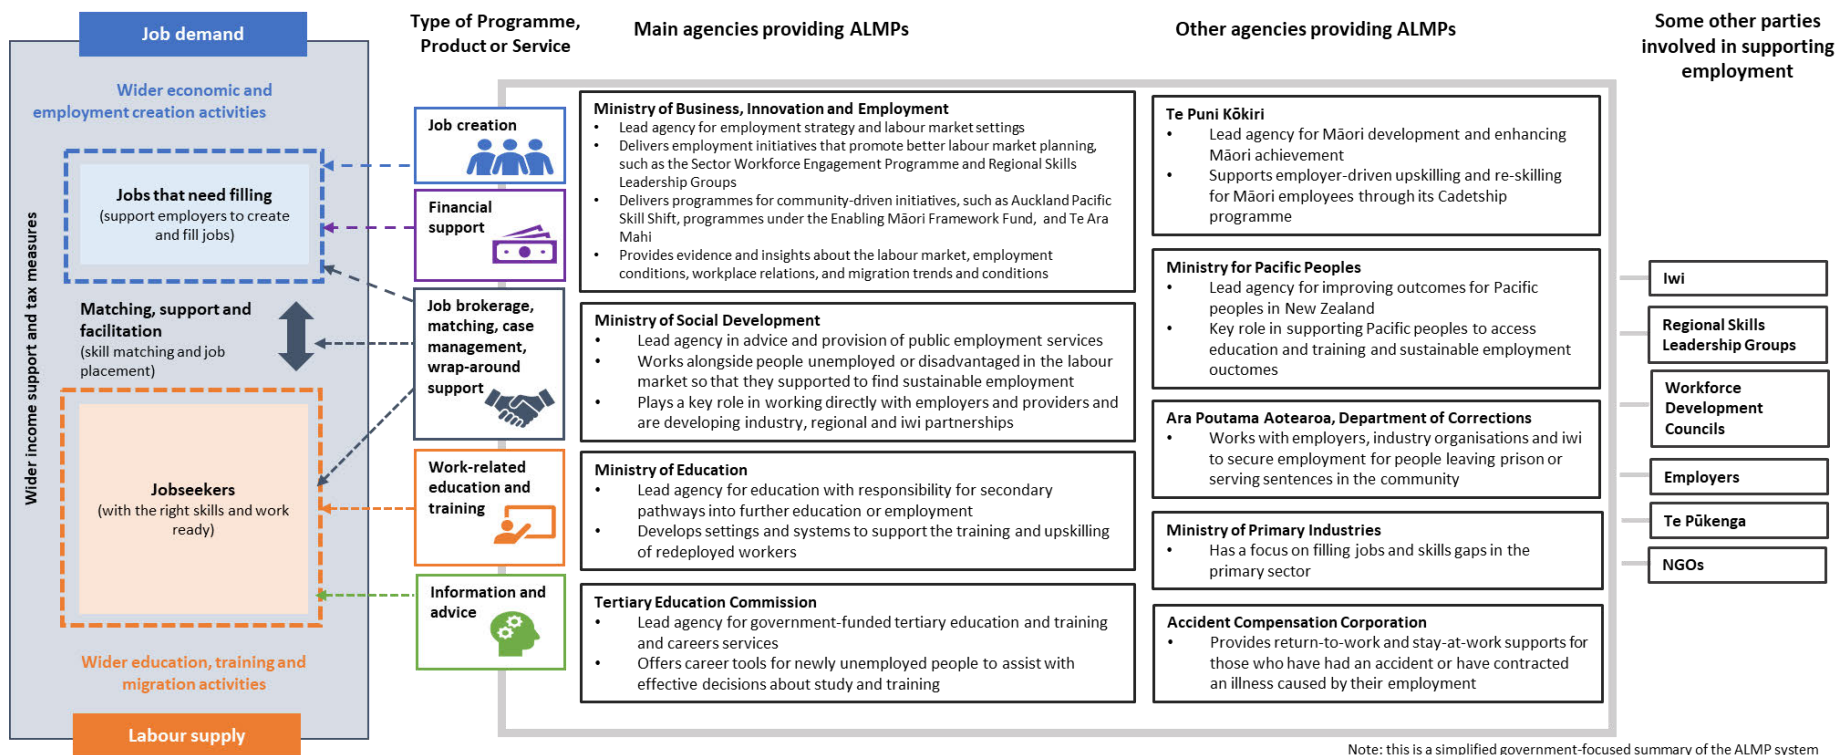 Job demand
Wider economic and
employment creation activities
Jobs that need filling
(support employers to create
and fill jobs)
Wider income support and tax measures
Matching, support and
facilitation
(skill matching and job
placement)
Jobseekers
(with the right skills and work
ready)
Wider education, training and
migration activities
Labour supply
Type of Programme,
Product or Service
Job creation
Financial
support
Job brokerage,
matching, case
management,
wrap-around
support
Work-related
education and
training
Information and
advice
Main agencies providing ALMPs
Ministry of Business, Innovation and Employment
• Lead agency for employment strategy and labour market settings
• Delivers employment initiatives that promote better labour market planning,
such as the Sector Workforce Engagement Programme and Regional Skills
Leadership Groups
• Delivers programmes for community-driven initiatives, such as Auckland Pacific
Skill Shift, programmes under the Enabling Māori Framework Fund, and Te Ara
Mahi
• Provides evidence and insights about the labour market, employment
conditions, workplace relations, and migration trends and conditions
Ministry of Social Development
• Lead agency in advice and provision of public employment services
• Works alongside people unemployed or disadvantaged in the labour
market so that they supported to find sustainable employment
• Plays a key role in working directly with employers and providers and
are developing industry, regional and iwi partnerships
Ministry of Education
• Lead agency for education with responsibility for secondary
pathways into further education or employment
• Develops settings and systems to support the training and upskilling
of redeployed workers
Tertiary Education Commission
• Lead agency for government-funded tertiary education and training
and careers services
• Offers career tools for newly unemployed people to assist with
effective decisions about study and training
Other agencies providing ALMPs
Te Puni Kōkiri
• Lead agency for Māori development and enhancing
Māori achievement
• Supports employer-driven upskilling and re-skilling
for Māori employees through its Cadetship
programme
Ministry for Pacific Peoples
• Lead agency for improving outcomes for Pacific
peoples in New Zealand
• Key role in supporting Pacific peoples to access
education and training and sustainable employment
ouctomes
Ara Poutama Aotearoa, Department of Corrections
• Works with employers, industry organisations and iwi
to secure employment for people leaving prison or
serving sentences in the community
Ministry of Primary Industries
• Has a focus on filling jobs and skills gaps in the
primary sector
Accident Compensation Corporation
• Provides return-to-work and stay-at-work supports for
those who have had an accident or have contracted
an illness caused by their employment
Some other parties
involved in supporting
employment
Iwi
Regional Skills
Leadership Groups
Workforce
Development
Councils
Employers
Te Pūkenga
NGOs
Note: this is a simplified government-focused summary of the ALMP system